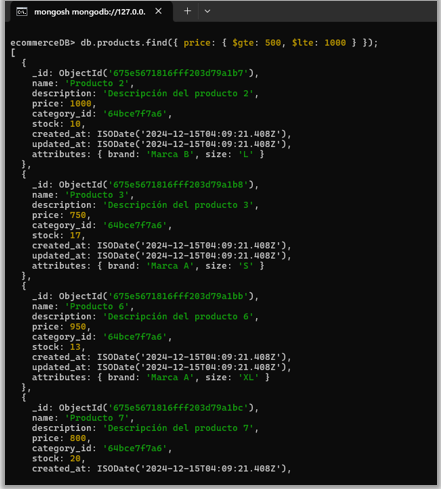 mongosh mongodb://127.0.0.
ecommerceDB> db.products.find({ price: { $gte: 500, $lte: 1000 } });
[
  {
    _id: ObjectId('675e5671816fff203d79a1b7'),
    name: 'Producto 2',
    description: 'Descripción del producto 2',
    price: 1000,
    category_id: '64bce7f7a6',
    stock: 10,
    created_at: ISODate('2024-12-15T04:09:21.408Z'),
    updated_at: ISODate('2024-12-15T04:09:21.408Z'),
    attributes: { brand: 'Marca B', size: 'L' }
  },
  {
    _id: ObjectId('675e5671816fff203d79a1b8'),
    name: 'Producto 3',
    description: 'Descripción del producto 3',
    price: 750,
    category_id: '64bce7f7a6',
    stock: 17,
    created_at: ISODate('2024-12-15T04:09:21.408Z'),
    updated_at: ISODate('2024-12-15T04:09:21.408Z'),
    attributes: { brand: 'Marca A', size: 'S' }
  },
  {
    _id: ObjectId('675e5671816fff203d79a1bb'),
    name: 'Producto 6',
    description: 'Descripción del producto 6',
    price: 950,
    category_id: '64bce7f7a6',
    stock: 13,
    created_at: ISODate('2024-12-15T04:09:21.408Z'),
    updated_at: ISODate('2024-12-15T04:09:21.408Z'),
    attributes: { brand: 'Marca A', size: 'XL' }
  },
  {
    _id: ObjectId('675e5671816fff203d79a1bc'),
    name: 'Producto 7',
    description: 'Descripción del producto 7',
    price: 800,
    category_id: '64bce7f7a6',
    stock: 20,
    created_at: ISODate('2024-12-15T04:09:21.408Z'),